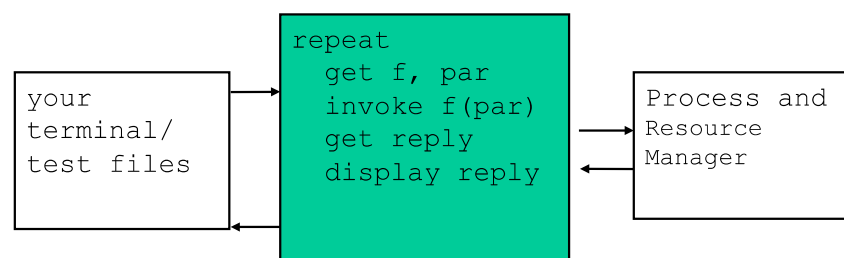 your
terminal/
test files
repeat
get f, par
invoke f(par)
get reply
display reply
Process and
Resource
Manager